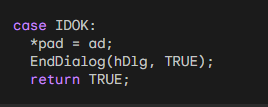 case IDOK:
*pad = ad;
EndDialog(hDlg, TRUE);
return TRUE;